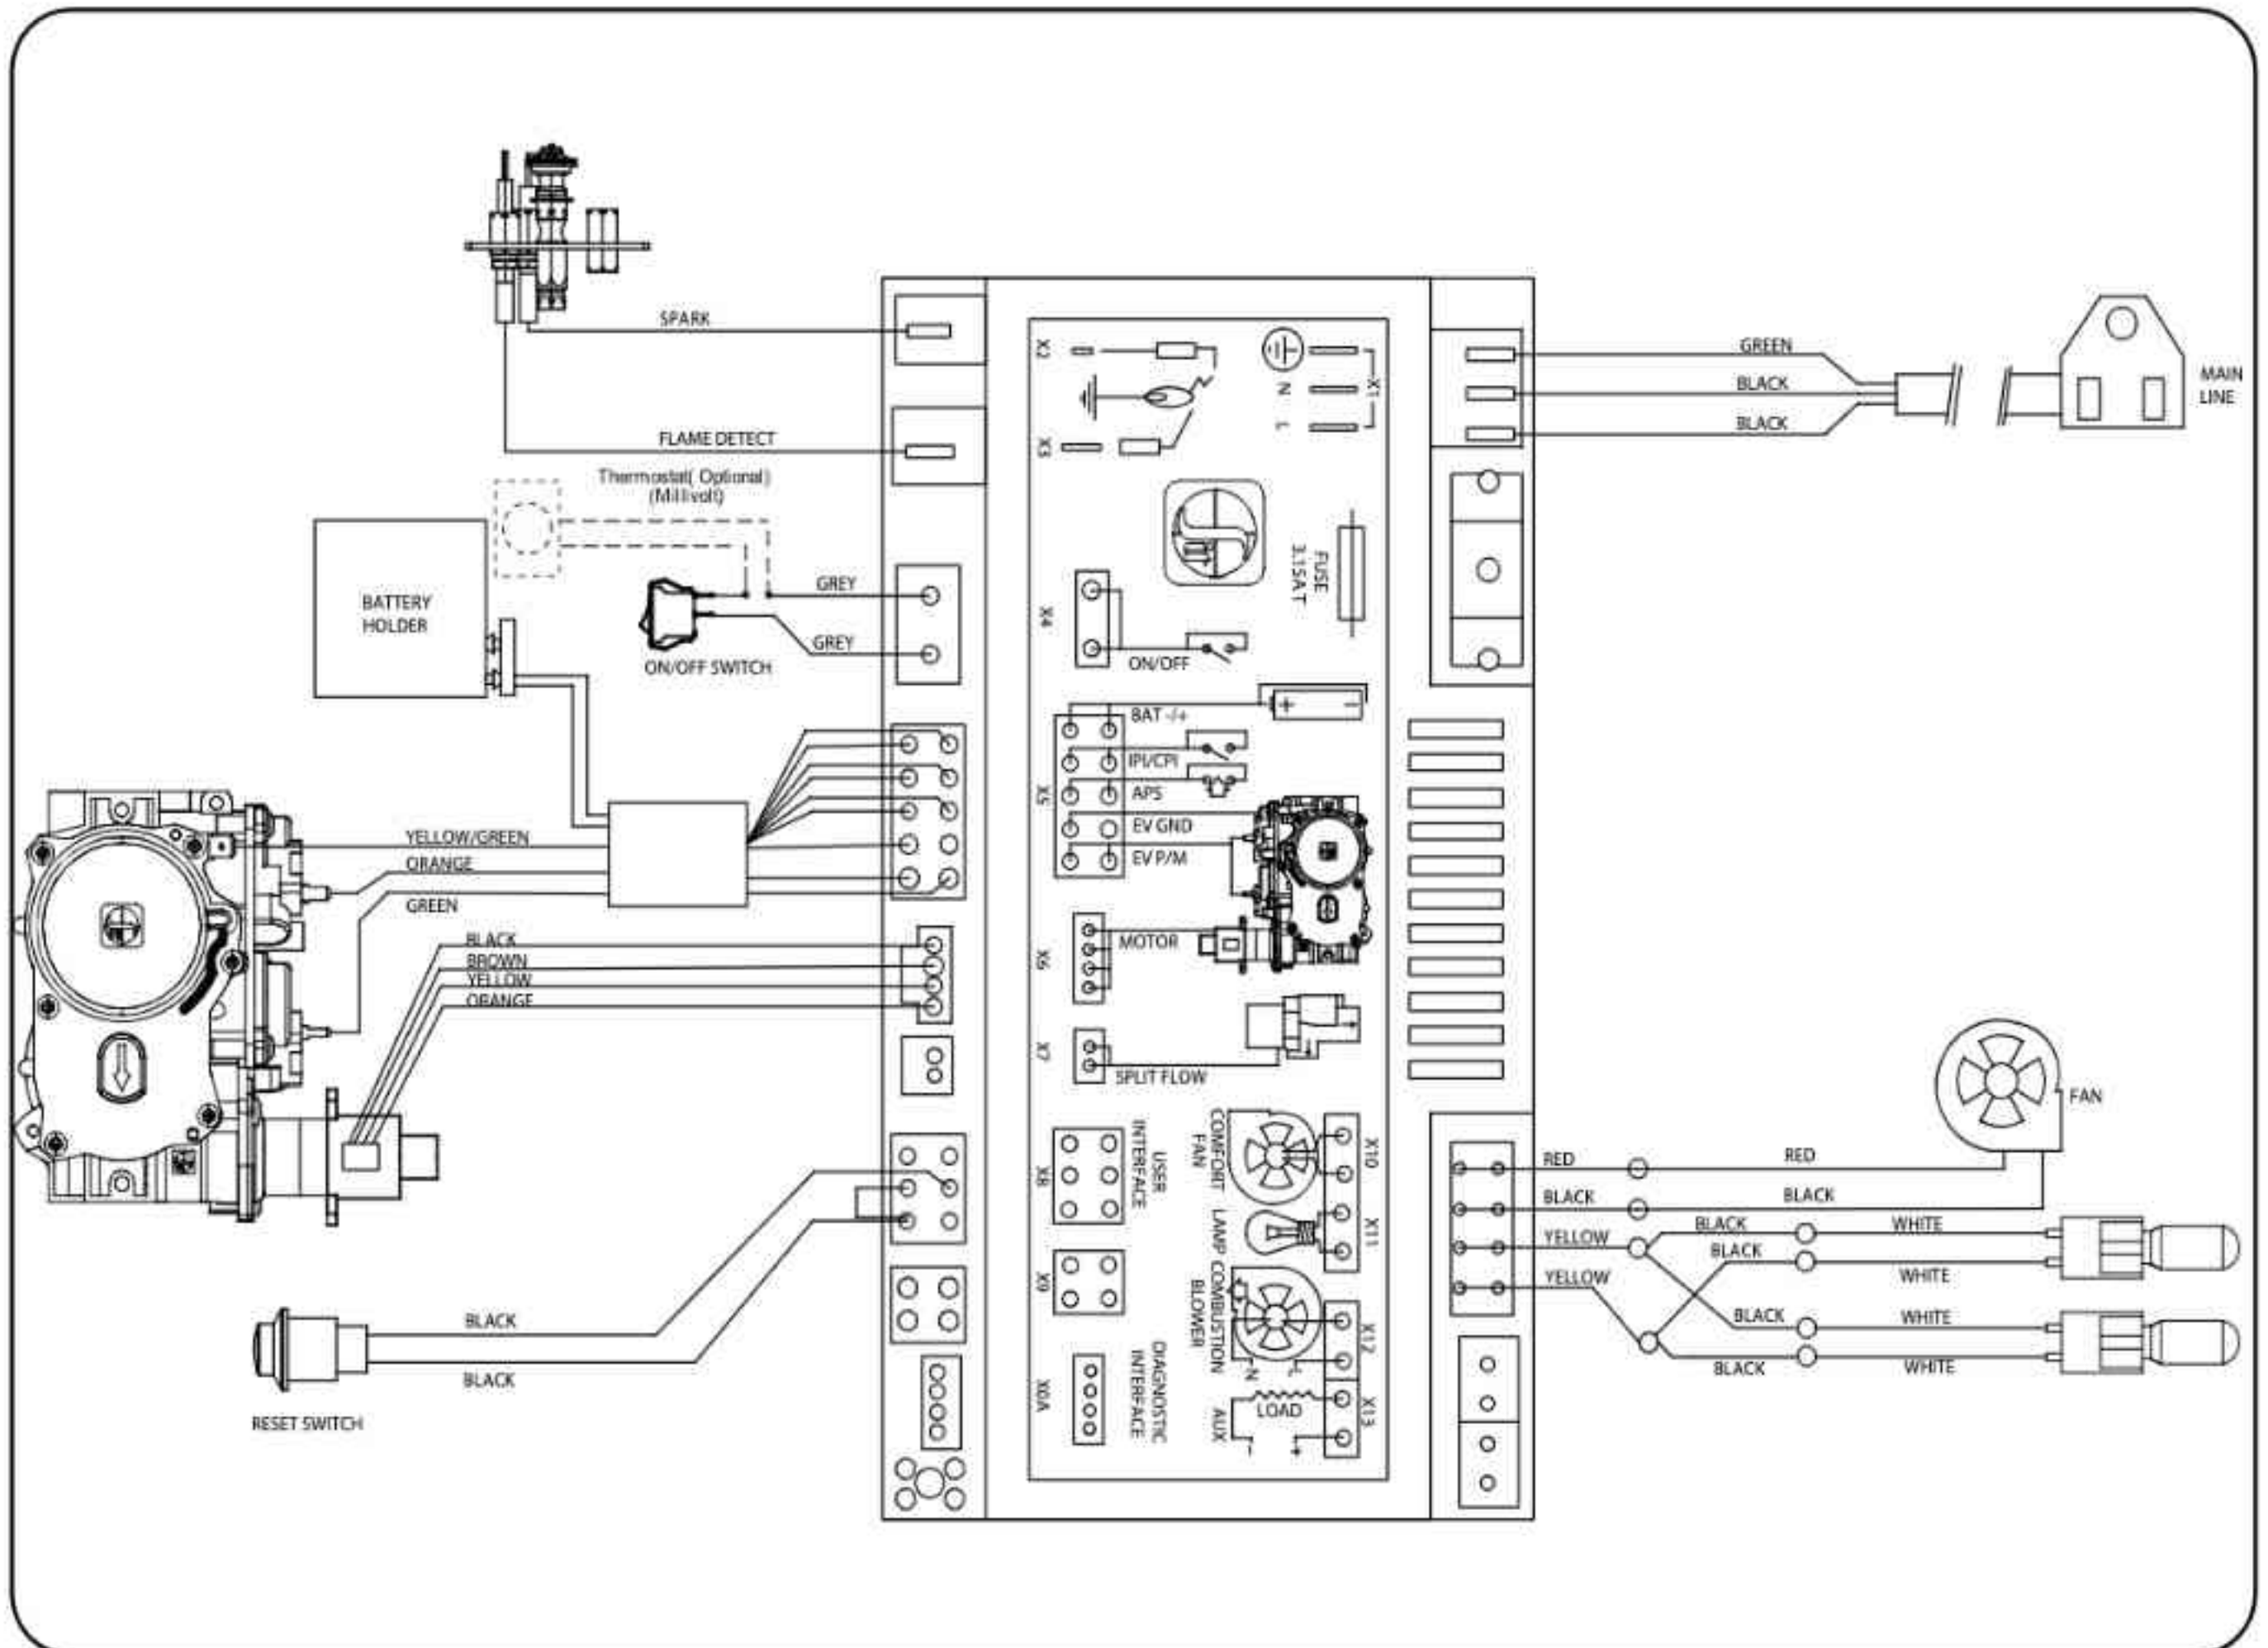 SPARK
FLAME DETECT
Thermostat( Optional)
(Millivolt)
BATTERY
HOLDER
GREY
GREY
ON/OFF SWITCH
YELLOW/GREEN
ORANGE
GREEN
BLACK
BROWN
YELLOW
ORANGE
BLACK
BLACK
RESET SWITCH
X2
X3
N
L
X1
FUSE
3.15A T
X4
ON/OFF
X5
BAT -/+
+ −
IPI/CPI
APS
EV GND
EV P/M
X6
MOTOR
X7
SPLIT FLOW
X8
USER
INTERFACE
X9
X0A
DIAGNOSTIC
INTERFACE
COMFORT
FAN
X10
LAMP
X11
COMBUSTION
BLOWER
X12
N
L
LOAD
AUX
X13
− +
GREEN
BLACK
BLACK
MAIN
LINE
FAN
RED
RED
BLACK
BLACK
YELLOW
BLACK
WHITE
BLACK
YELLOW
WHITE
BLACK
WHITE
BLACK
WHITE